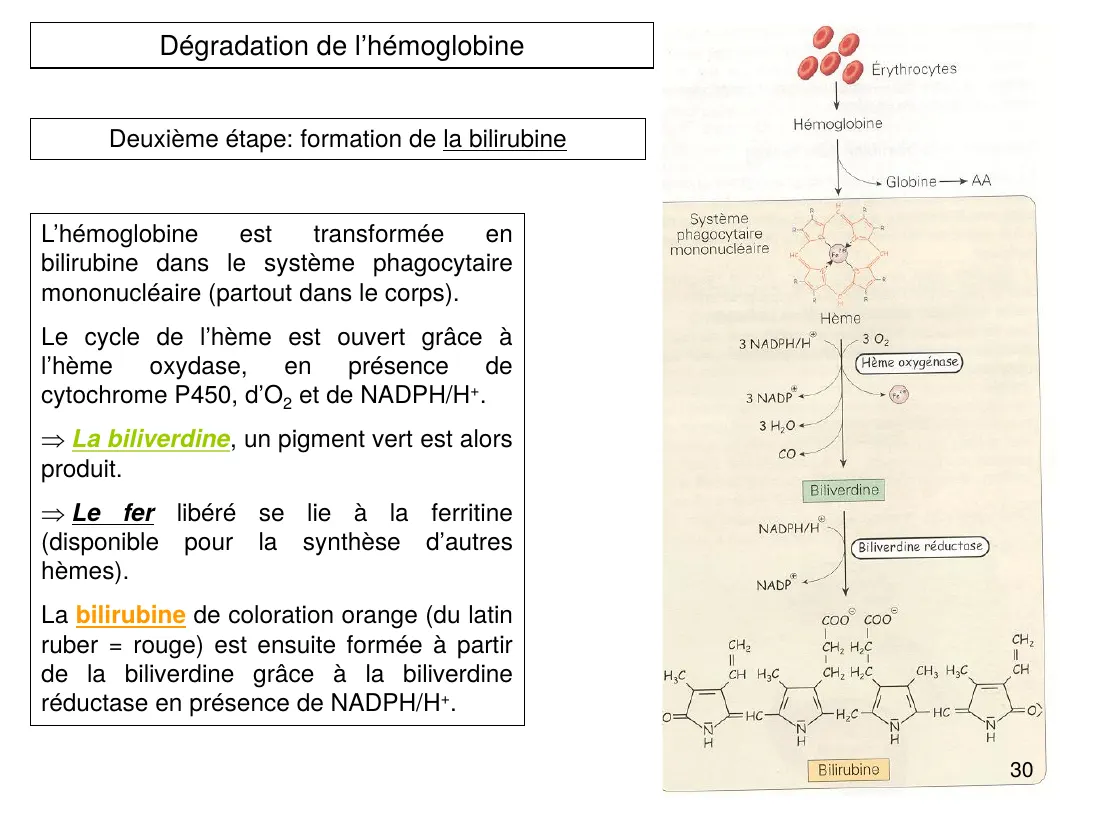 Dégradation de l’hémoglobine
Deuxième étape: formation de la bilirubine
L’hémoglobine est transformée en
bilirubine dans le système phagocytaire
mononucléaire (partout dans le corps).
Le cycle de l’hème est ouvert grâce à
l’hème oxydase, en présence de
cytochrome P450, d’O₂ et de NADPH/H⁺.
⇒ La biliverdine, un pigment vert est alors
produit.
⇒ Le fer libéré se lie à la ferritine
(disponible pour la synthèse d’autres
hèmes).
La bilirubine de coloration orange (du latin
ruber = rouge) est ensuite formée à partir
de la biliverdine grâce à la biliverdine
réductase en présence de NADPH/H⁺.
Érythrocytes
Hémoglobine
Globine → AA
Système
phagocytaire
mononucléaire
Hème
3 NADPH/H⊕ 3 O₂
Hème oxygénase
3 NADP⊕
3 H₂O
CO
Biliverdine
NADPH/H⊕
Biliverdine réductase
NADP⊕
COO⊖ COO⊖
CH₂ CH₂ H₂C CH₂
H₃C CH H₃C CH₂ H₂C CH₃ H₃C CH
O HC H₂C HC O
N N N N
H H H H
Bilirubine
30